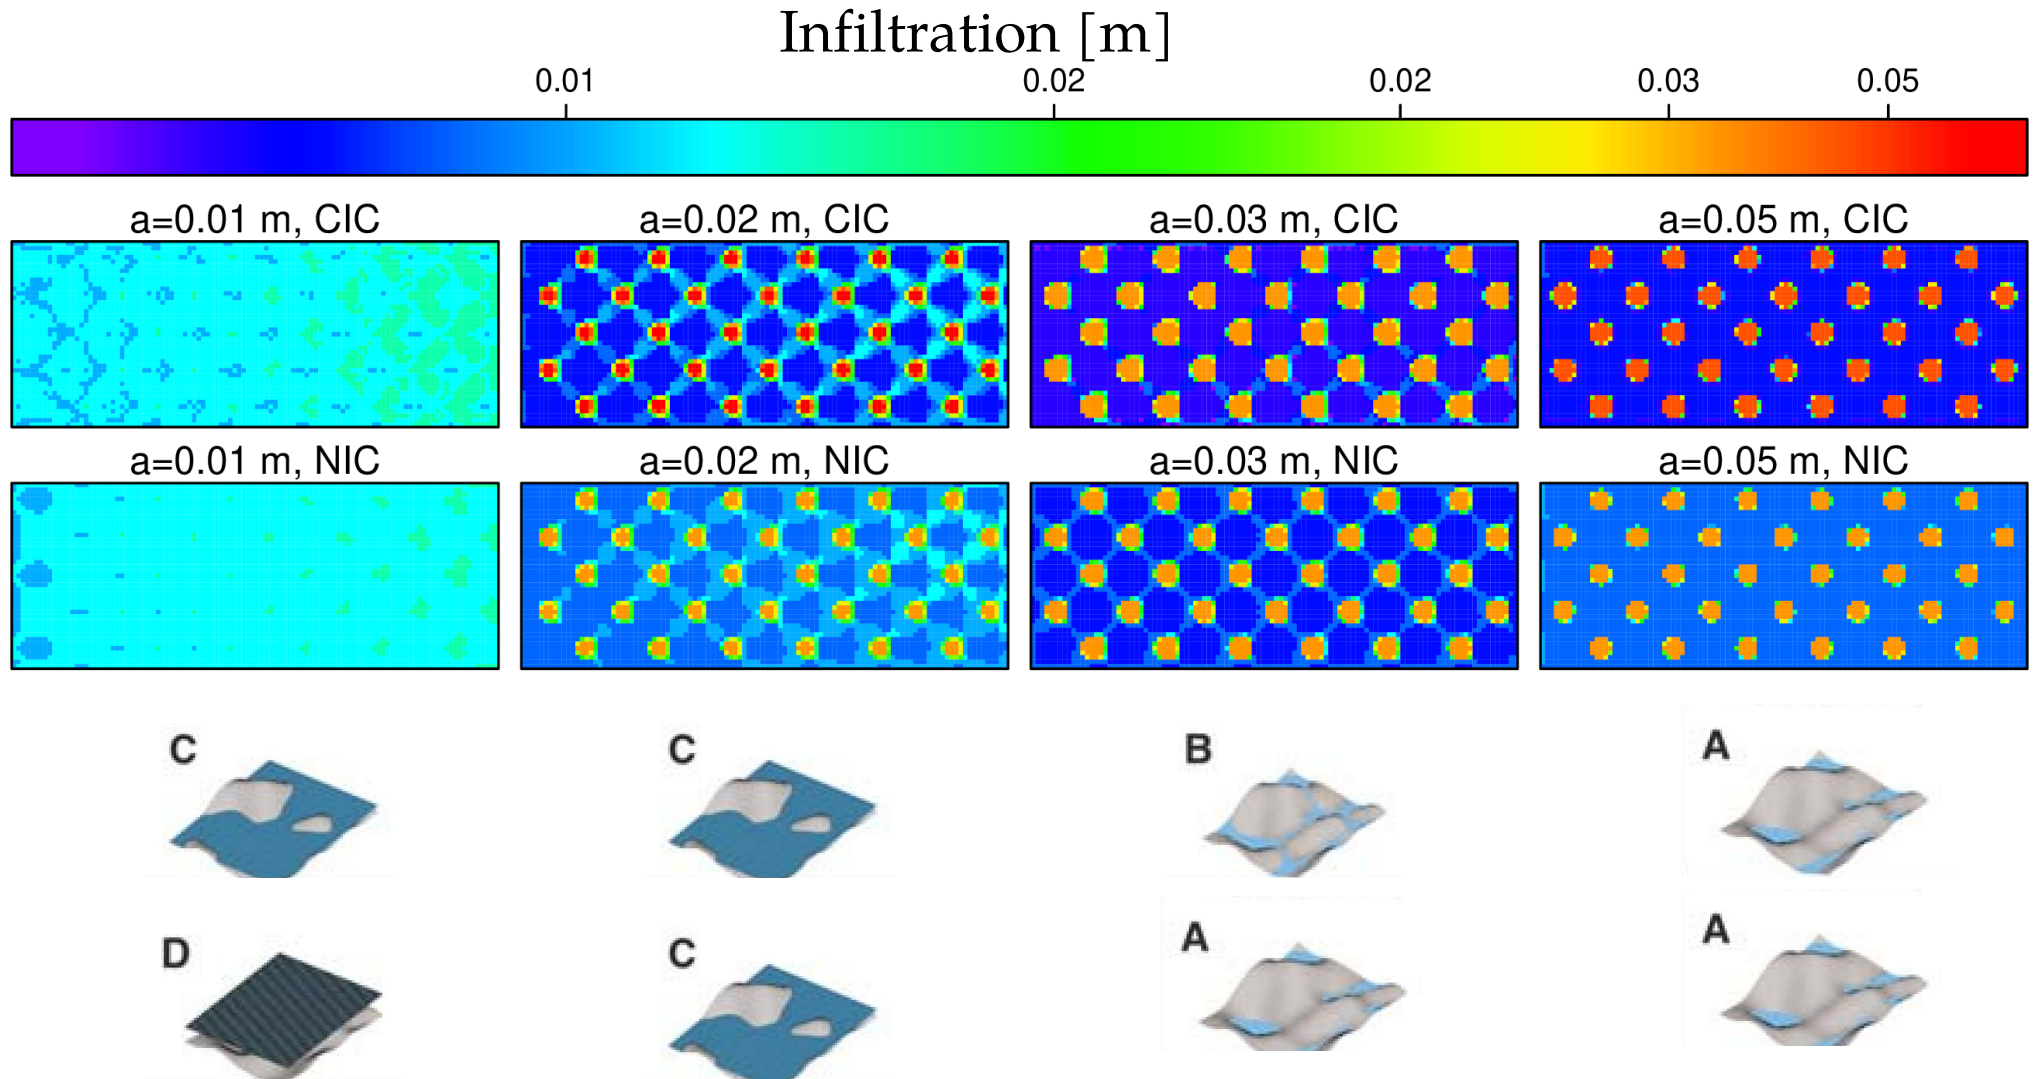 Infiltration [m]
0.01 0.02 0.02 0.03 0.05
a=0.01 m, CIC a=0.02 m, CIC a=0.03 m, CIC a=0.05 m, CIC
a=0.01 m, NIC a=0.02 m, NIC a=0.03 m, NIC a=0.05 m, NIC
C C B A
D C A A